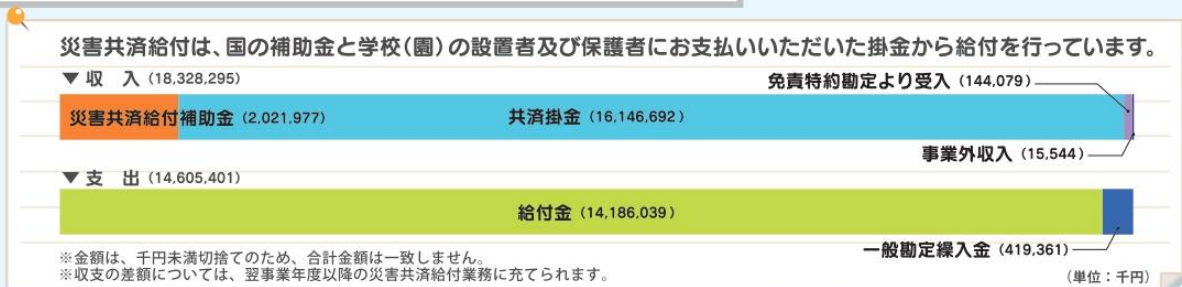 災害共済給付は、国の補助金と学校(園)の設置者及び保護者にお支払いいただいた掛金から給付を行っています。
▼収　入(18,328,295)
免責特約勘定より受入(144,079)
災害共済給付補助金(2,021,977)
共済掛金(16,146,692)
事業外収入(15,544)
▼支　出(14,605,401)
給付金(14,186,039)
一般勘定繰入金(419,361)
※金額は、千円未満切捨てのため、合計金額は一致しません。
※収支の差額については、翌事業年度以降の災害共済給付業務に充てられます。
(単位：千円)